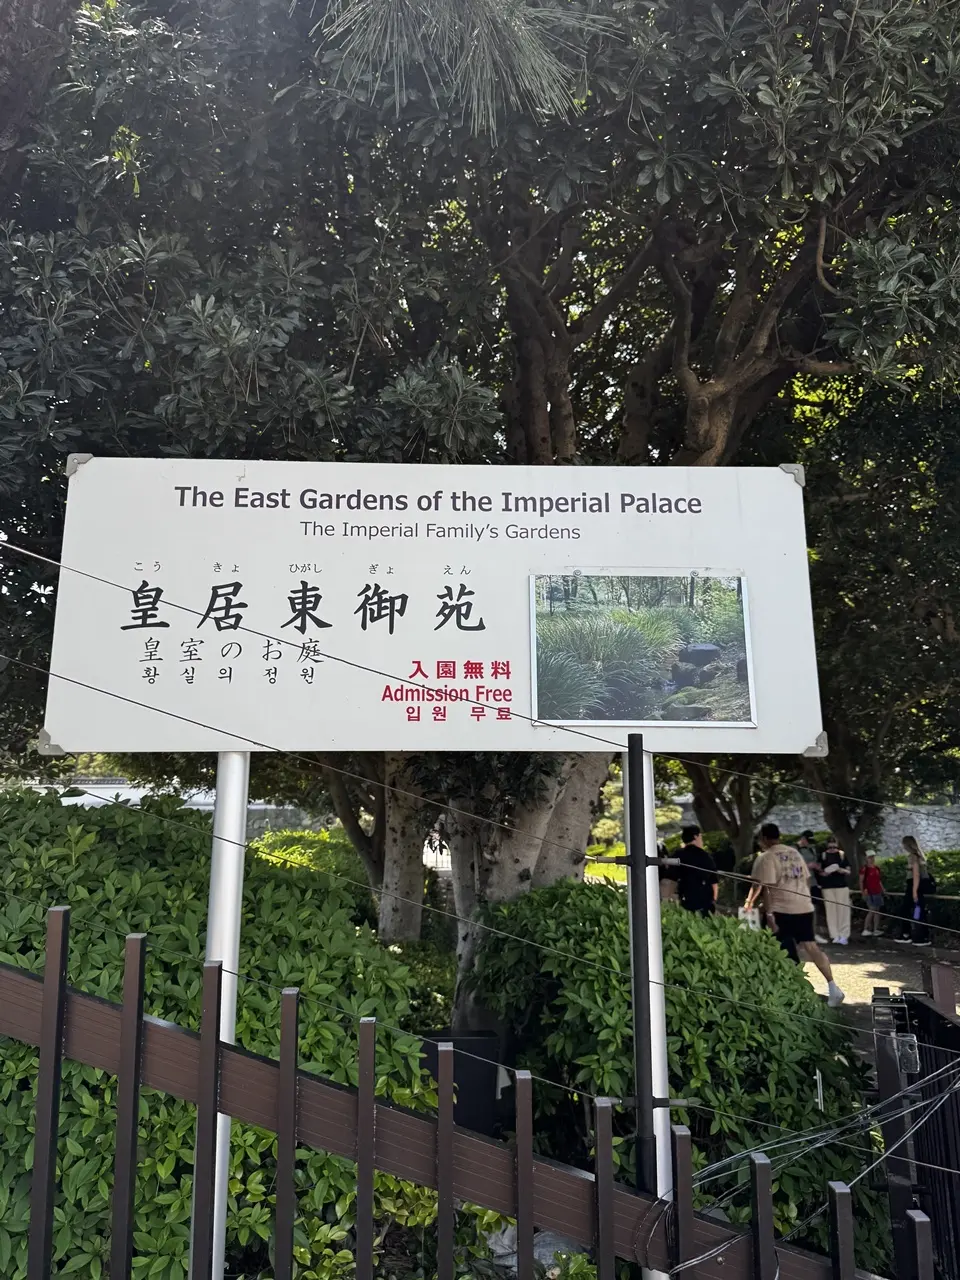 The East Gardens of the Imperial Palace
The Imperial Family's Gardens
こう きょ ひがし ぎょ えん
皇居東御苑
皇室のお庭
황실의 정원
入園無料
Admission Free
입원 무료